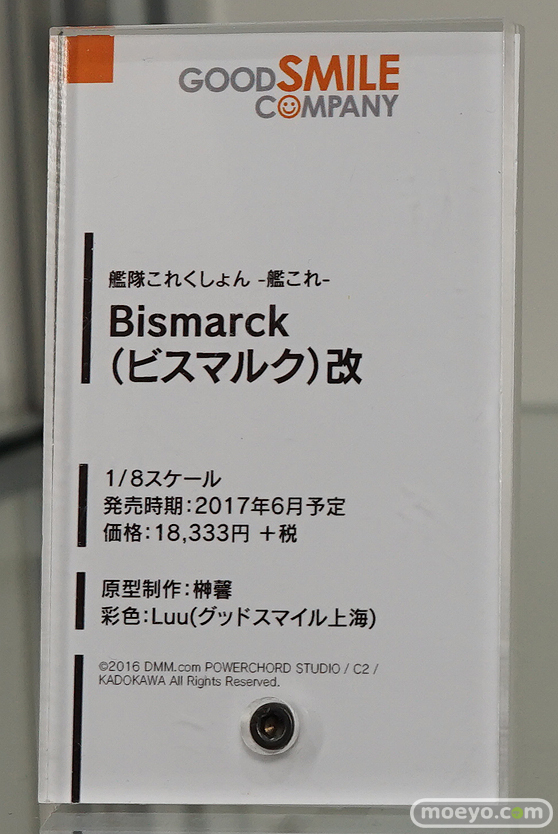 GOODSMILE
COMPANY
艦隊これくしょん -艦これ-
Bismarck
(ビスマルク)改
1/8スケール
発売時期：2017年6月予定
価格：18,333円 +税
原型制作：榊馨
彩色：Luu(グッドスマイル上海)
©2016 DMM.com POWERCHORD STUDIO / C2 /
KADOKAWA All Rights Reserved.
moeyo.com